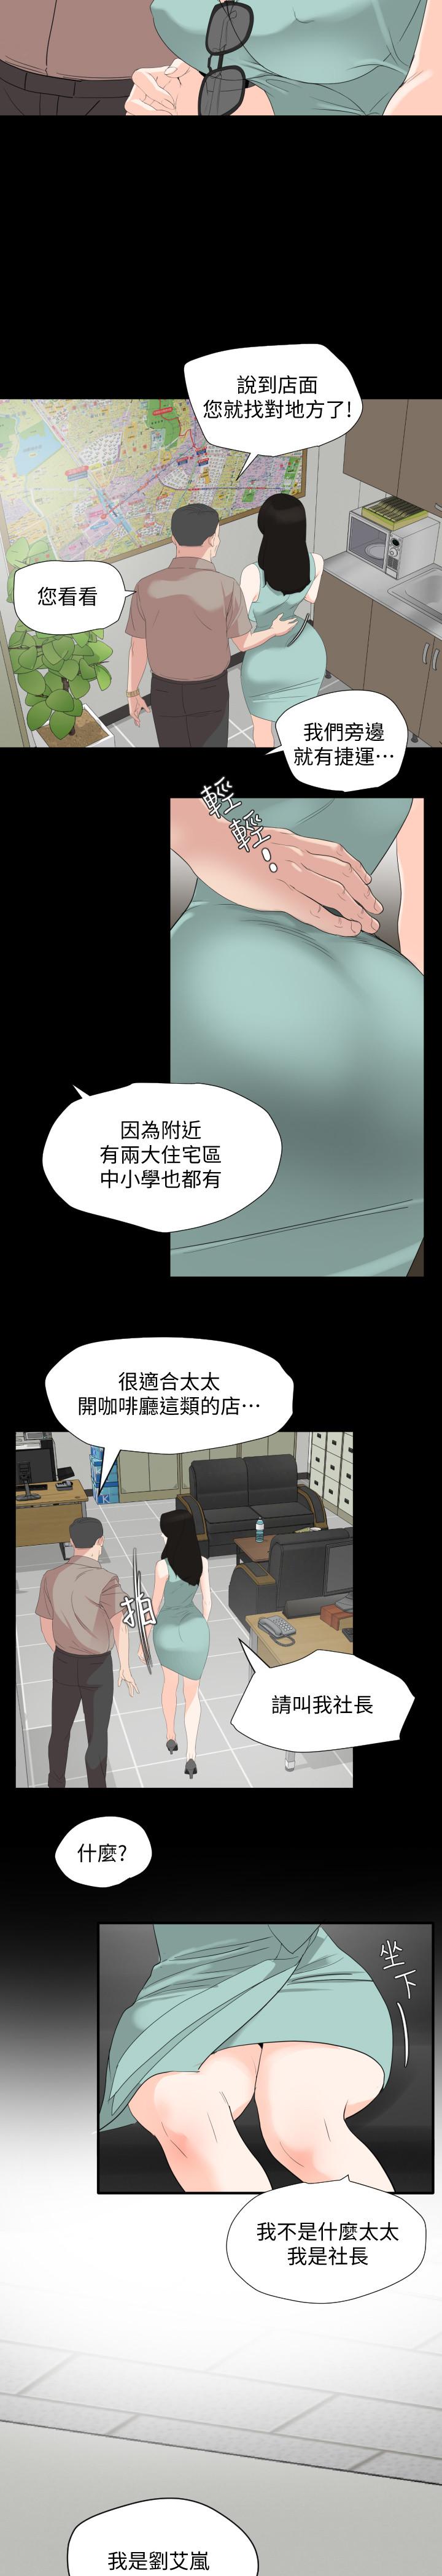 說到店面
您就找對地方了!
您看看
我們旁邊
就有捷運…
輕
輕
因為附近
有兩大住宅區
中小學也都有
很適合太太
開咖啡廳這類的店…
拍
請叫我社長
什麼?
坐
下
我不是什麼太太
我是社長
我是劉艾嵐